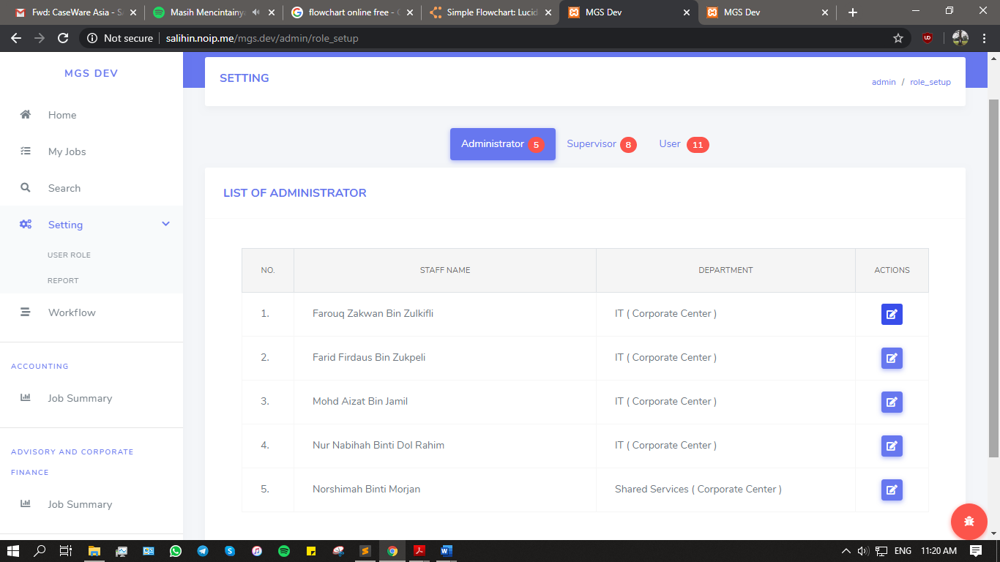 Fwd: CaseWare Asia - S
Masih Mencintainy
flowchart online free -
Simple Flowchart: Lucid
MGS Dev
MGS Dev
Not secure salihin.noip.me/mgs.dev/admin/role_setup
MGS DEV
Home
My Jobs
Search
Setting
USER ROLE
REPORT
Workflow
ACCOUNTING
Job Summary
ADVISORY AND CORPORATE
FINANCE
Job Summary
SETTING
admin / role_setup
Administrator 5 Supervisor 8 User 11
LIST OF ADMINISTRATOR
NO. STAFF NAME DEPARTMENT ACTIONS
1. Farouq Zakwan Bin Zulkifli IT ( Corporate Center )
2. Farid Firdaus Bin Zukpeli IT ( Corporate Center )
3. Mohd Aizat Bin Jamil IT ( Corporate Center )
4. Nur Nabihah Binti Dol Rahim IT ( Corporate Center )
5. Norshimah Binti Morjan Shared Services ( Corporate Center )
ENG 11:20 AM